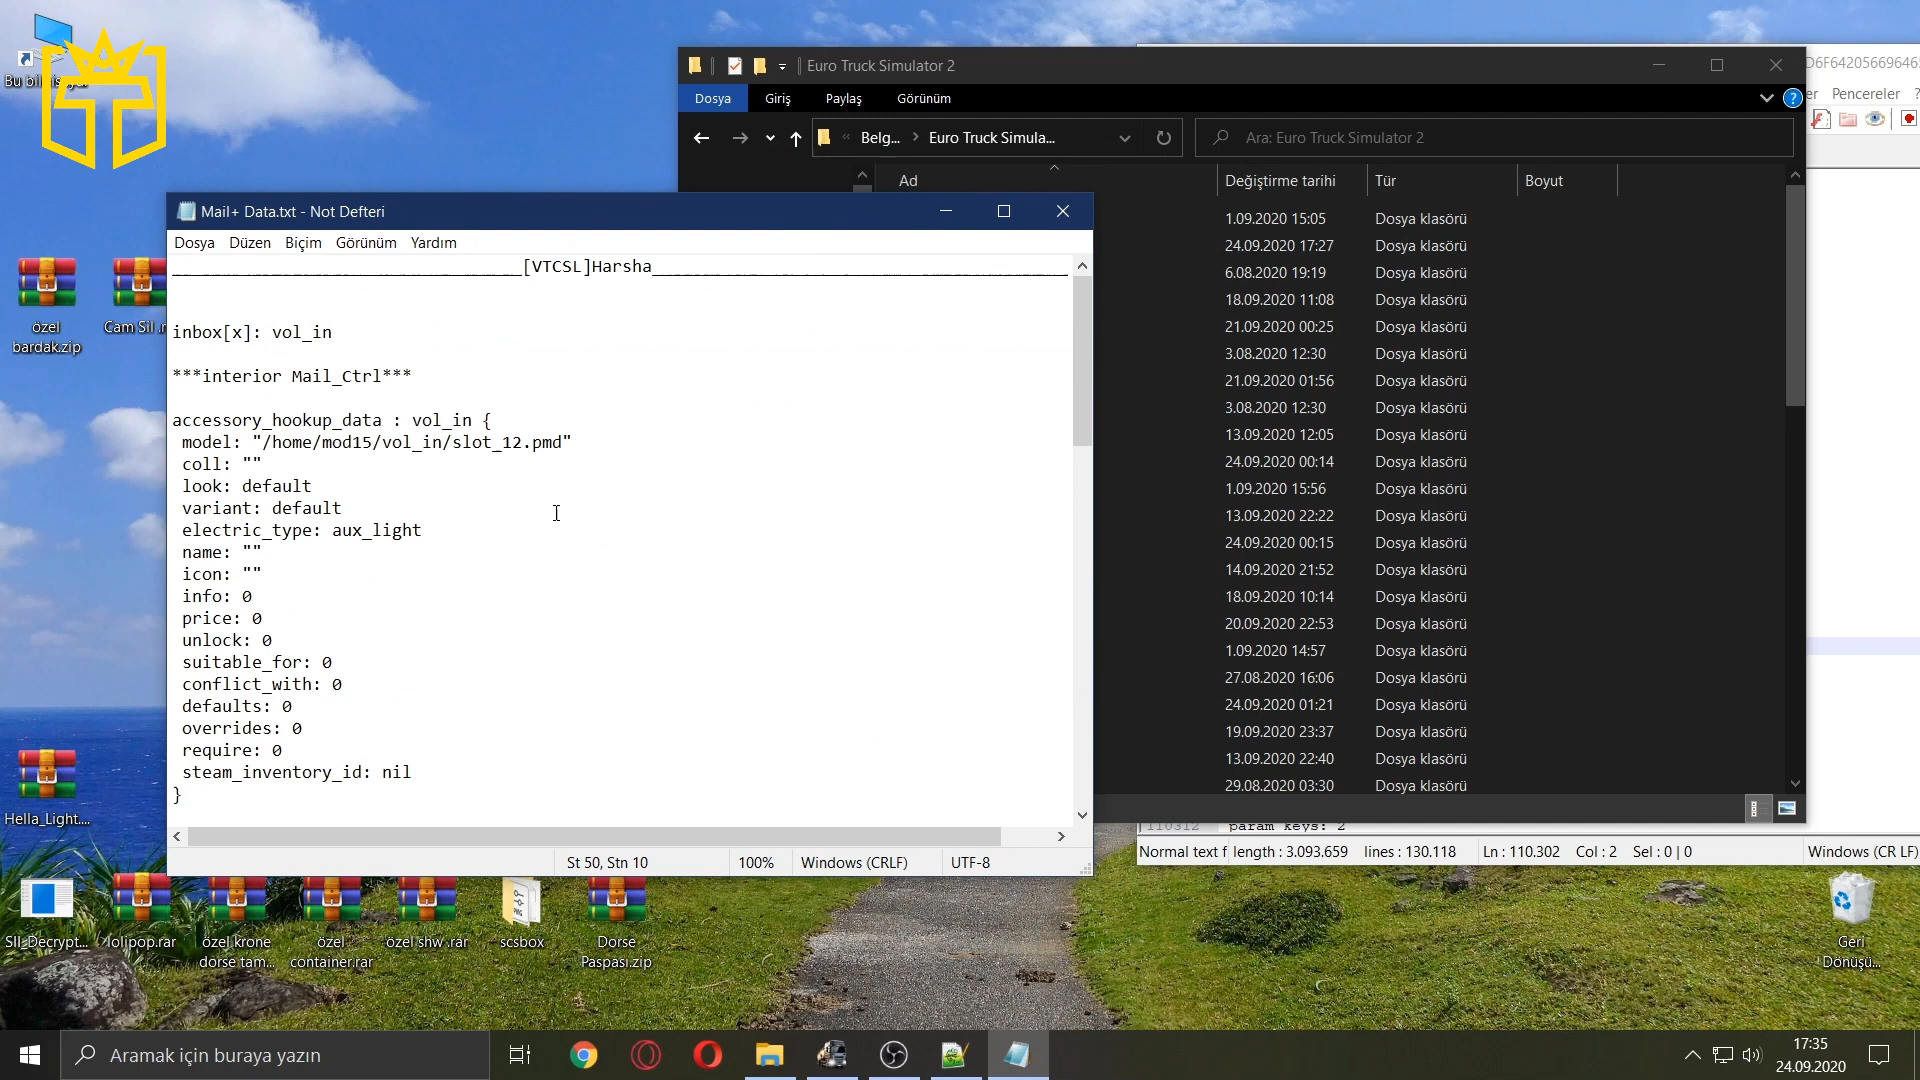 Euro Truck Simulator 2
Dosya Giriş Paylaş Görünüm
Belg... Euro Truck Simula...
Ara: Euro Truck Simulator 2
Ad Değiştirme tarihi Tür Boyut
1.09.2020 15:05 Dosya klasörü
24.09.2020 17:27 Dosya klasörü
6.08.2020 19:19 Dosya klasörü
18.09.2020 11:08 Dosya klasörü
21.09.2020 00:25 Dosya klasörü
3.08.2020 12:30 Dosya klasörü
21.09.2020 01:56 Dosya klasörü
3.08.2020 12:30 Dosya klasörü
13.09.2020 12:05 Dosya klasörü
24.09.2020 00:14 Dosya klasörü
1.09.2020 15:56 Dosya klasörü
13.09.2020 22:22 Dosya klasörü
24.09.2020 00:15 Dosya klasörü
14.09.2020 21:52 Dosya klasörü
18.09.2020 10:14 Dosya klasörü
20.09.2020 22:53 Dosya klasörü
1.09.2020 14:57 Dosya klasörü
27.08.2020 16:06 Dosya klasörü
24.09.2020 01:21 Dosya klasörü
19.09.2020 23:37 Dosya klasörü
13.09.2020 22:40 Dosya klasörü
29.08.2020 03:30 Dosya klasörü
D6F642056696465
er Pencereler ?
110312 param keys: 2
Normal text f length : 3.093.659 lines : 130.118 Ln : 110.302 Col : 2 Sel : 0 | 0 Windows (CR LF)
Mail+ Data.txt - Not Defteri
Dosya Düzen Biçim Görünüm Yardım
[VTCSL]Harsha
inbox[x]: vol_in
***interior Mail_Ctrl***
accessory_hookup_data : vol_in {
model: "/home/mod15/vol_in/slot_12.pmd"
coll: ""
look: default
variant: default
electric_type: aux_light
name: ""
icon: ""
info: 0
price: 0
unlock: 0
suitable_for: 0
conflict_with: 0
defaults: 0
overrides: 0
require: 0
steam_inventory_id: nil
}
St 50, Stn 10 100% Windows (CRLF) UTF-8
özel
bardak.zip
Cam Sil .r
Hella_Light....
SII_Decrypt...
lolipop.rar
özel krone
dorse tam...
özel
container.rar
özel shw .rar
scsbox
Dorse
Paspası.zip
Geri
Dönüşü...
Aramak için buraya yazın
17:35
24.09.2020